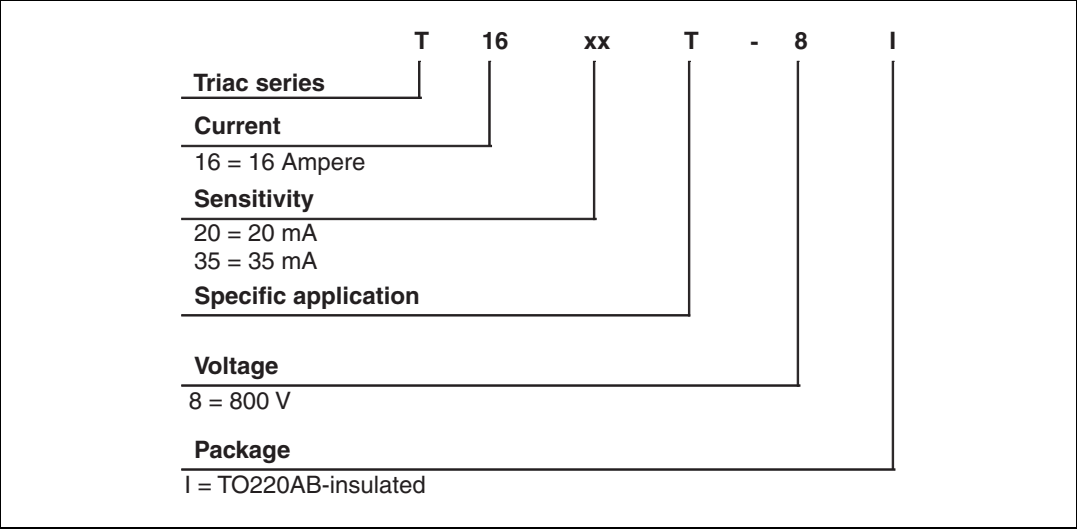 T 16 xx T - 8 I
Triac series
Current
16 = 16 Ampere
Sensitivity
20 = 20 mA
35 = 35 mA
Specific application
Voltage
8 = 800 V
Package
I = TO220AB-insulated